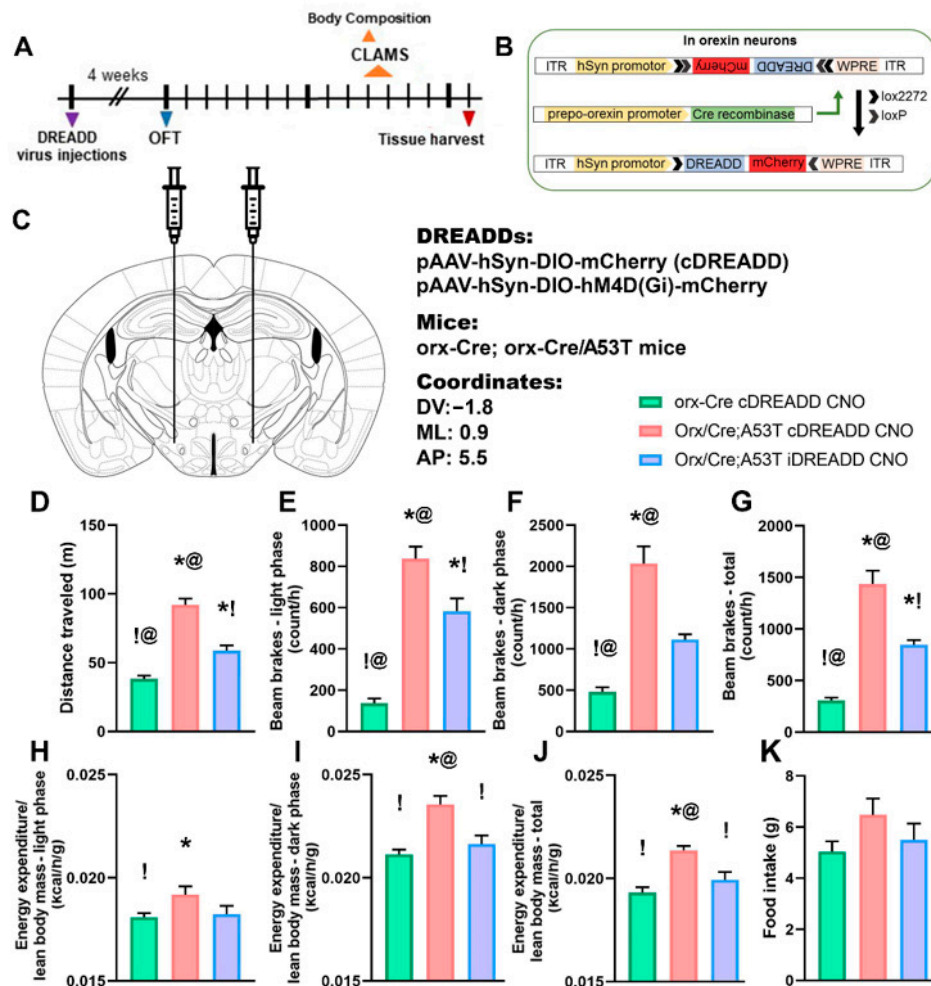 A
Body Composition
CLAMS
4 weeks
DREADD
virus injections
OFT
Tissue harvest
B
In orexin neurons
ITR hSyn promotor mCherry DREADD WPRE ITR
lox2272
loxP
prepo-orexin promoter Cre recombinase
ITR hSyn promotor DREADD mCherry WPRE ITR
C
DREADDs:
pAAV-hSyn-DIO-mCherry (cDREADD)
pAAV-hSyn-DIO-hM4D(Gi)-mCherry
Mice:
orx-Cre; orx-Cre/A53T mice
Coordinates:
DV:−1.8
ML: 0.9
AP: 5.5
orx-Cre cDREADD CNO
Orx/Cre;A53T cDREADD CNO
Orx/Cre;A53T iDREADD CNO
D
Distance traveled (m)
150
100
50
0
!@
*@
*!
E
Beam brakes - light phase
(count/h)
1000
800
600
400
200
0
!@
*@
*!
F
Beam brakes - dark phase
(count/h)
2500
2000
1500
1000
500
0
!@
*@
G
Beam brakes - total
(count/h)
2000
1500
1000
500
0
!@
*@
*!
H
Energy expenditure/
lean body mass - light phase
(kcal/n/g)
0.025
0.020
0.015
!
*
I
Energy expenditure/
lean body mass - dark phase
(kcal/n/g)
0.025
0.020
0.015
!
*@
!
J
Energy expenditure/
lean body mass - total
(kcal/n/g)
0.025
0.020
0.015
!
*@
!
K
Food intake (g)
8
6
4
2
0